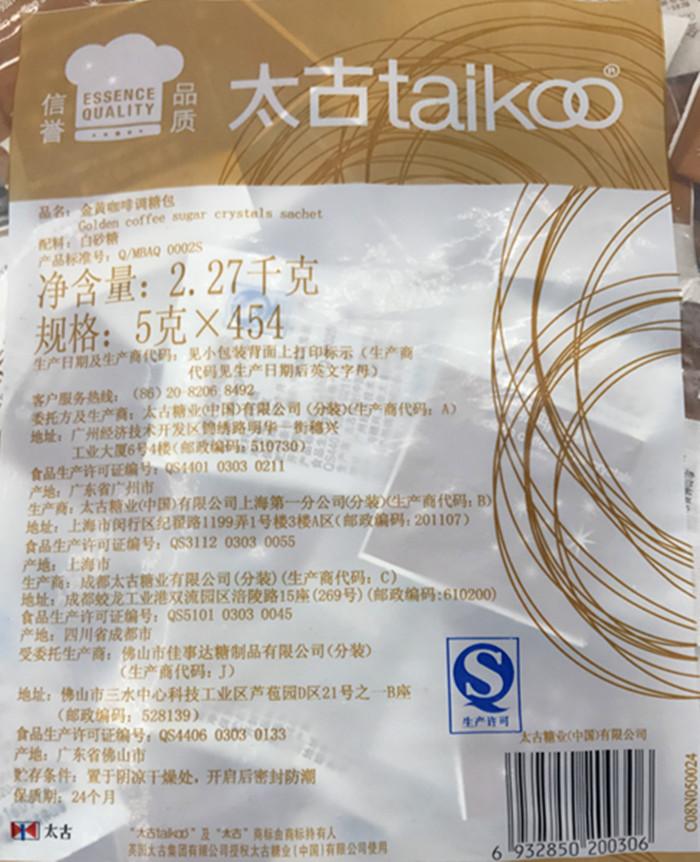 信誉
ESSENCE
QUALITY
品质
太古taikoo®
品名：金黄咖啡调糖包
Golden coffee sugar crystals sachet
配料：白砂糖
产品标准号：Q/MBAQ 0002S
净含量：2.27千克
规格：5克×454
生产日期及生产商代码：见小包装背面上打印标示（生产商
代码见生产日期后英文字母）
客户服务热线：(86)20-8206 8492
委托方及生产商：太古糖业(中国)有限公司(分装)(生产商代码：A)
地址：广州经济技术开发区锦绣路明华一街穗兴
工业大厦6号4楼(邮政编码：510730)
食品生产许可证编号：QS4401 0303 0211
产地：广东省广州市
生产商：太古糖业(中国)有限公司上海第一分公司(分装)(生产商代码：B)
地址：上海市闵行区纪翟路1199弄1号楼3楼A区(邮政编码：201107)
食品生产许可证编号：QS3112 0303 0055
产地：上海市
生产商：成都太古糖业有限公司(分装)(生产商代码：C)
地址：成都蛟龙工业港双流园区涪陵路15座(269号)(邮政编码:610200)
食品生产许可证编号：QS5101 0303 0045
产地：四川省成都市
受委托生产商：佛山市佳事达糖制品有限公司(分装)
(生产商代码：J)
地址：佛山市三水中心科技工业区芦苞园D区21号之一B座
(邮政编码：528139)
食品生产许可证编号：QS4406 0303 0133
产地：广东省佛山市
贮存条件：置于阴凉干燥处，开启后密封防潮
保质期：24个月
生产许可
太古糖业(中国)有限公司
C08SN050024
6 932850 200306
太古
“太古taikoo”及“太古”商标由商标持有人
英国太古集团有限公司授权太古糖业(中国)有限公司使用